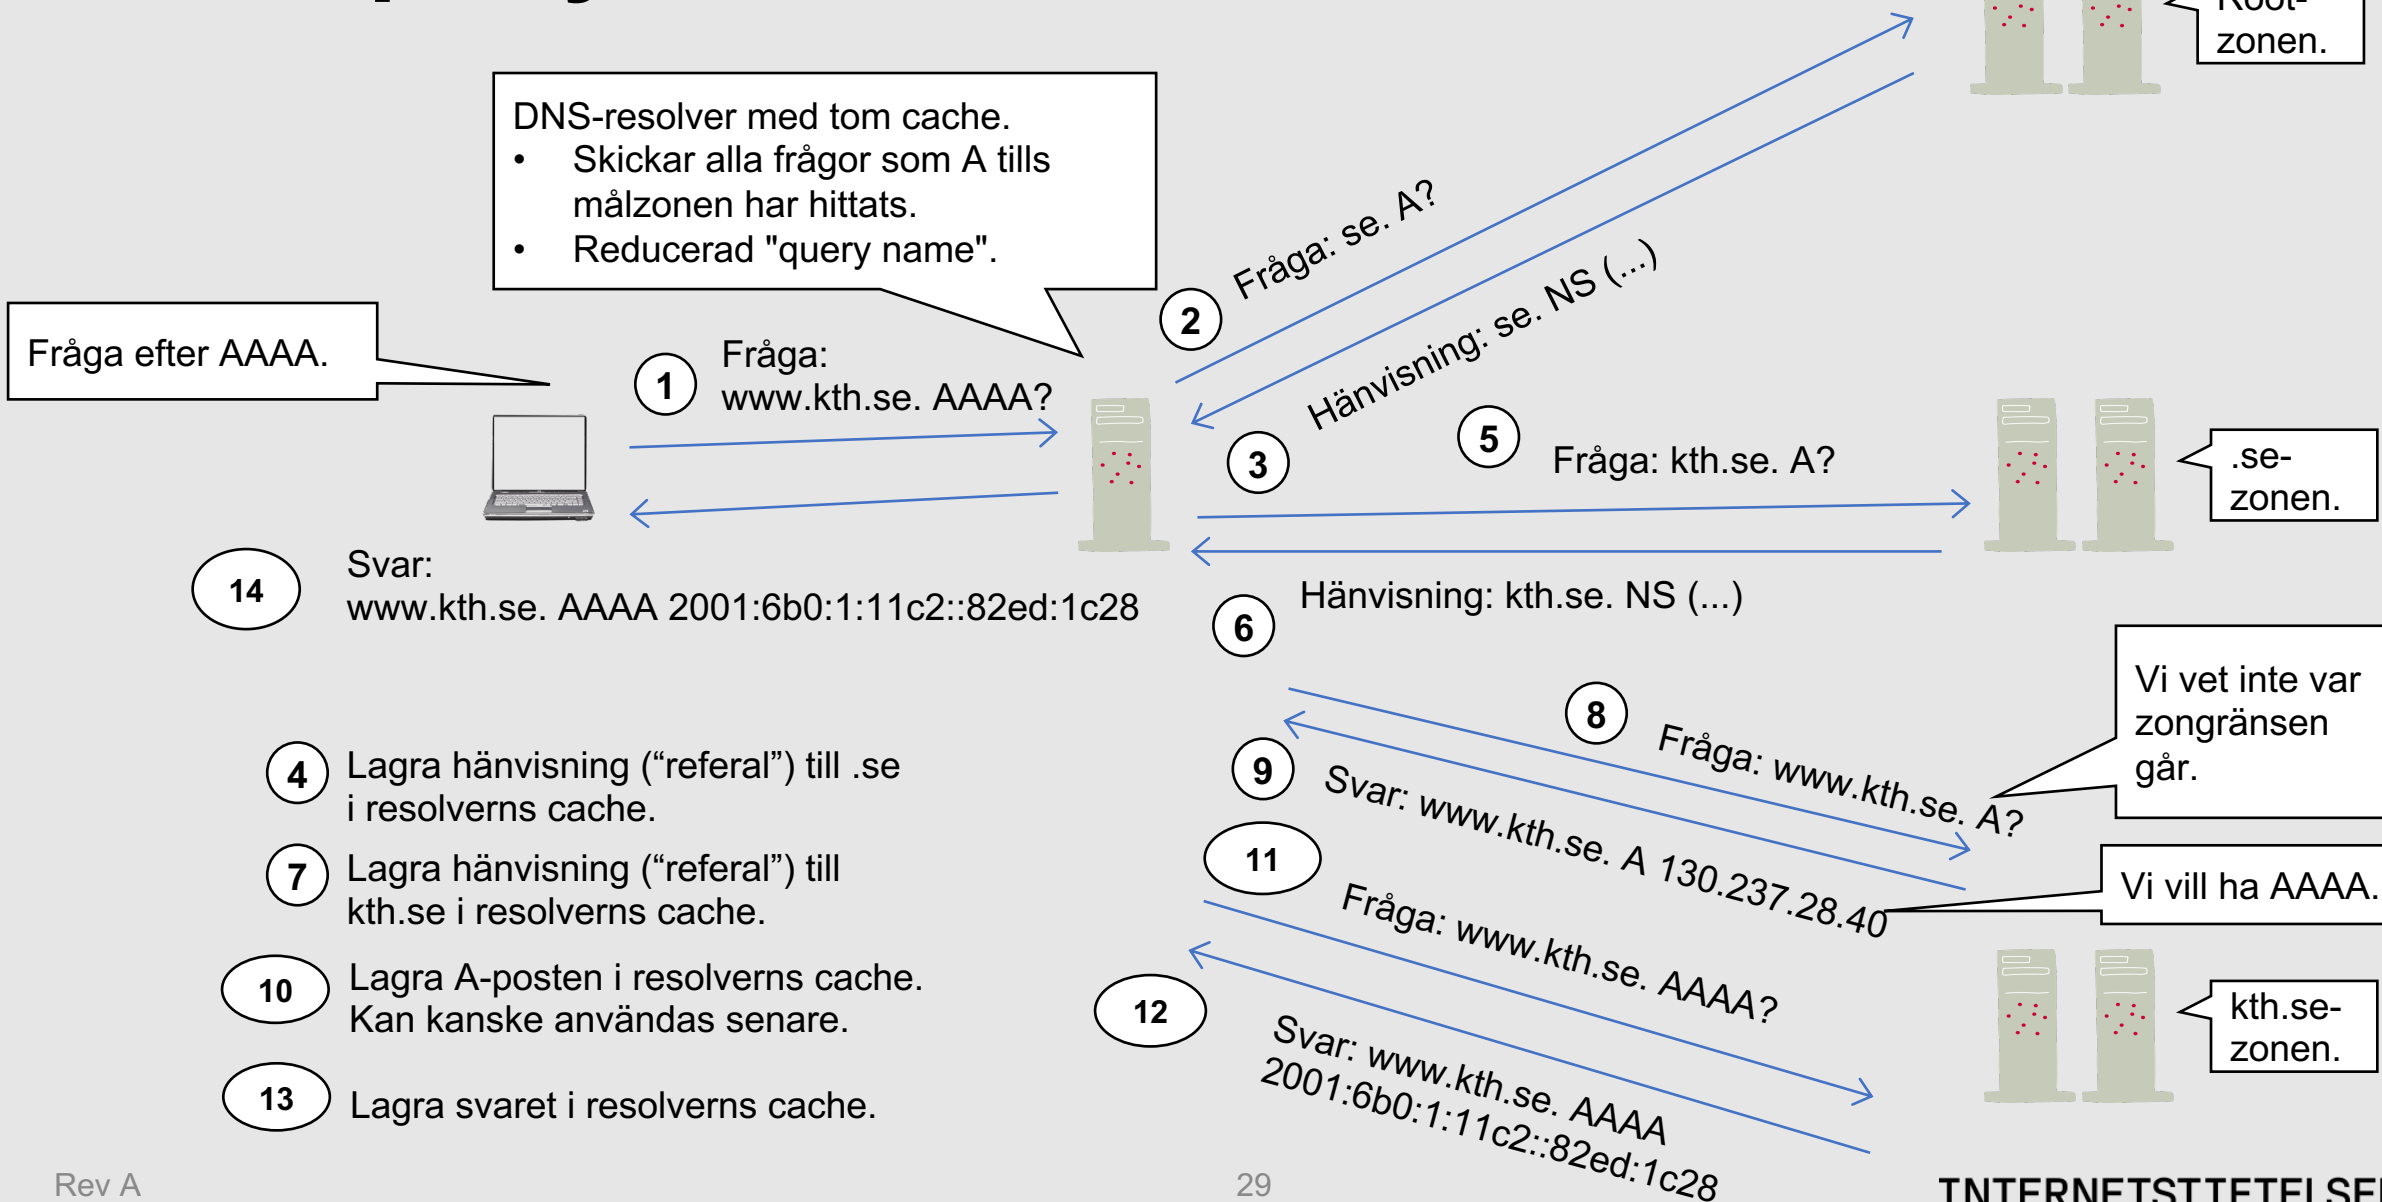 Root-
zonen.
DNS-resolver med tom cache.
• Skickar alla frågor som A tills
målzonen har hittats.
• Reducerad "query name".
Fråga efter AAAA.
1
Fråga:
www.kth.se. AAAA?
2
Fråga: se. A?
3
Hänvisning: se. NS (...)
5
Fråga: kth.se. A?
.se-
zonen.
14
Svar:
www.kth.se. AAAA 2001:6b0:1:11c2::82ed:1c28
6
Hänvisning: kth.se. NS (...)
8
Fråga: www.kth.se. A?
Vi vet inte var
zongränsen
går.
9
Svar: www.kth.se. A 130.237.28.40
Vi vill ha AAAA.
4
Lagra hänvisning (“referal”) till .se
i resolverns cache.
7
Lagra hänvisning (“referal”) till
kth.se i resolverns cache.
10
Lagra A-posten i resolverns cache.
Kan kanske användas senare.
13
Lagra svaret i resolverns cache.
11
Fråga: www.kth.se. AAAA?
12
Svar: www.kth.se. AAAA
2001:6b0:1:11c2::82ed:1c28
kth.se-
zonen.
Rev A
29